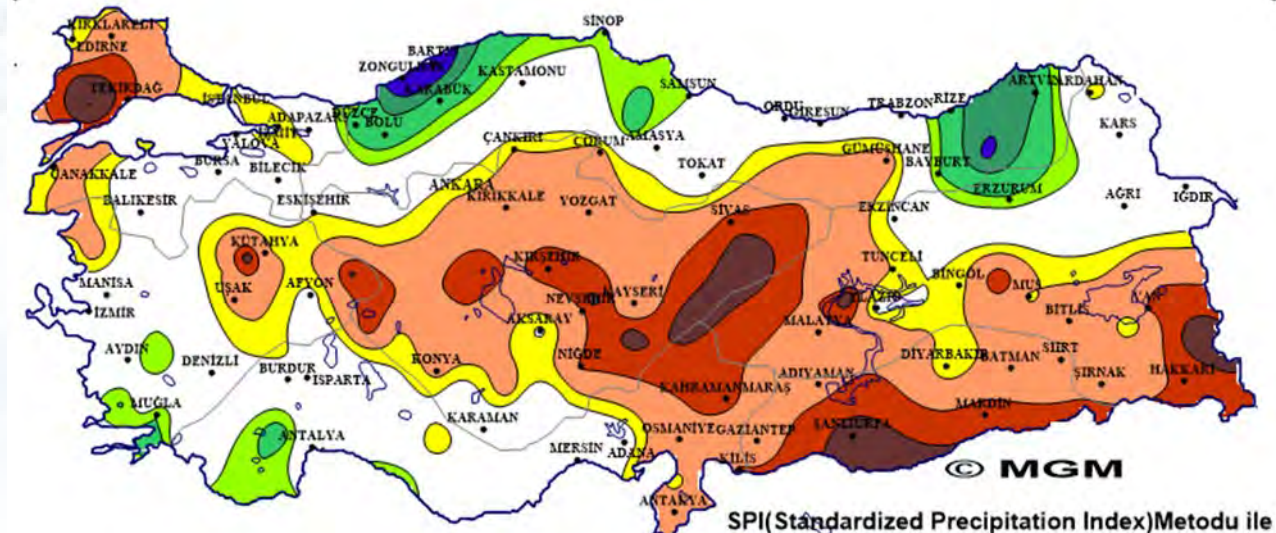 SİNOP
KIRKLARELİ
EDİRNE
BARTIN
ZONGULDAK
KASTAMONU
TEKİRDAĞ
KARABÜK
SAMSUN
ARTVİN
ARDAHAN
İSTANBUL
ADAPAZARI
DÜZCE
ORDU
GİRESUN
TRABZON
RİZE
BOLU
KARS
YALOVA
ÇANKIRI
ÇORUM
AMASYA
GÜMÜŞHANE
BURSA
BİLECİK
TOKAT
BAYBURT
ÇANAKKALE
ANKARA
ERZURUM
AĞRI
IĞDIR
BALIKESİR
ESKİŞEHİR
KIRIKKALE
YOZGAT
SİVAS
ERZİNCAN
KÜTAHYA
KIRŞEHİR
TUNCELİ
BİNGÖL
MUŞ
MANİSA
UŞAK
AFYON
NEVŞEHİR
KAYSERİ
ELAZIĞ
VAN
İZMİR
AKSARAY
MALATYA
BİTLİS
AYDIN
DENİZLİ
BURDUR
ISPARTA
KONYA
NİĞDE
DİYARBAKIR
BATMAN
SİİRT
ŞIRNAK
HAKKARİ
KAHRAMANMARAŞ
ADIYAMAN
MUĞLA
KARAMAN
MARDİN
ANTALYA
MERSİN
ADANA
OSMANİYE
GAZİANTEP
ŞANLIURFA
KİLİS
© MGM
ANTAKYA
SPI(Standardized Precipitation Index)Metodu ile